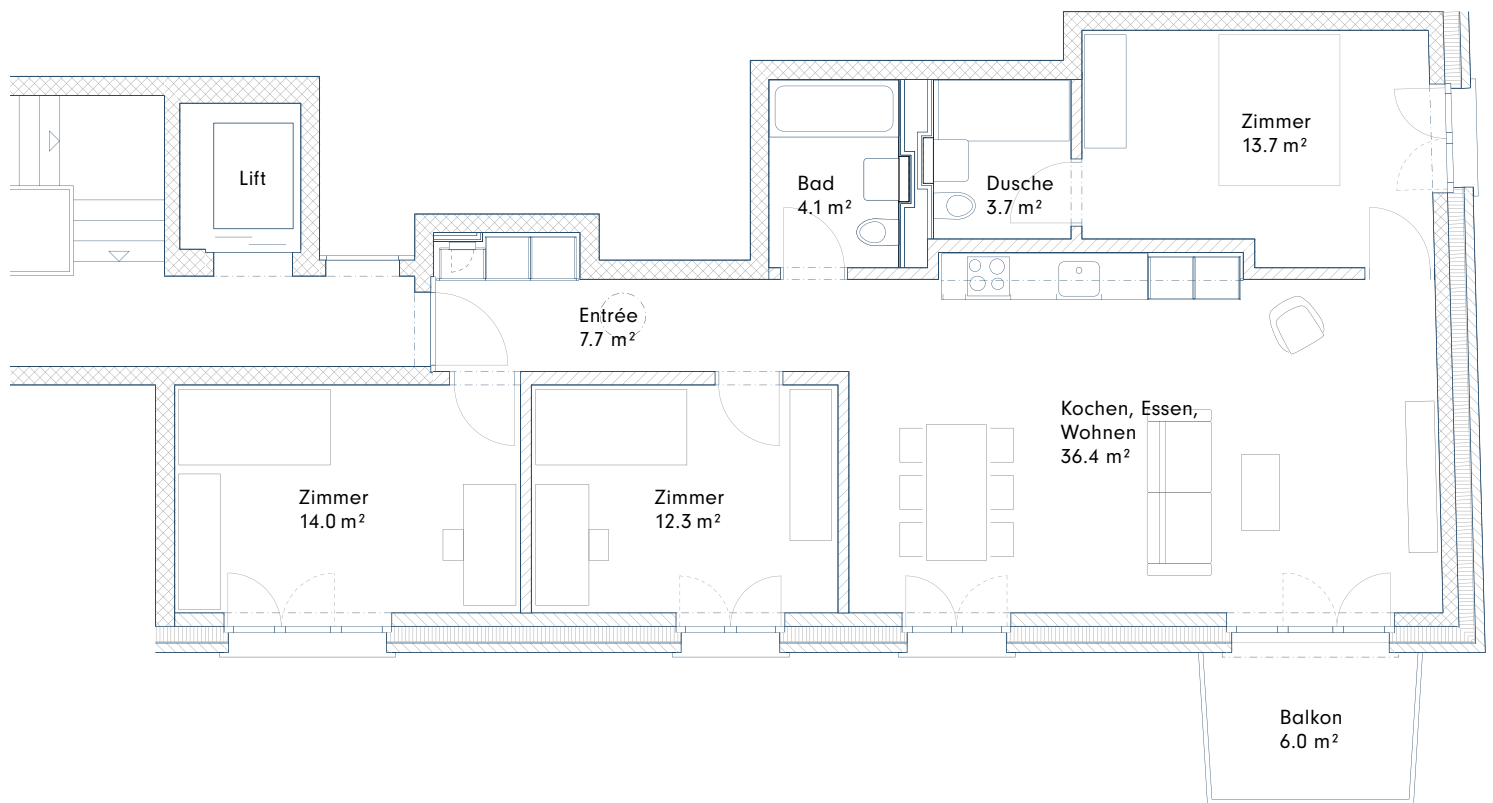 Zimmer
13.7 m²
Lift
Bad
4.1 m²
Dusche
3.7 m²
Entrée
7.7 m²
Kochen, Essen,
Wohnen
36.4 m²
Zimmer
14.0 m²
Zimmer
12.3 m²
Balkon
6.0 m²